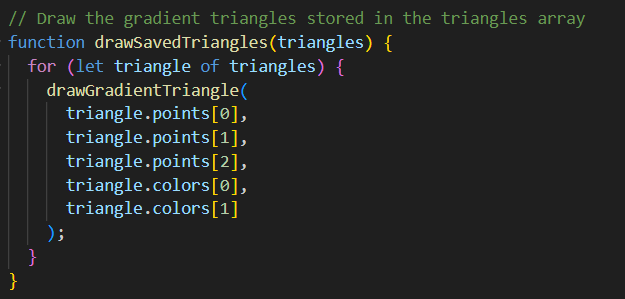 // Draw the gradient triangles stored in the triangles array
function drawSavedTriangles(triangles) {
  for (let triangle of triangles) {
    drawGradientTriangle(
      triangle.points[0],
      triangle.points[1],
      triangle.points[2],
      triangle.colors[0],
      triangle.colors[1]
    );
  }
}